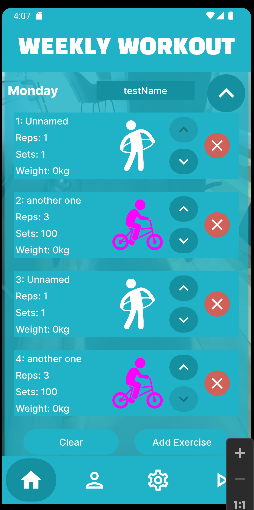 4:07
WEEKLY WORKOUT
Monday
testName
1: Unnamed
Reps: 1
Sets: 1
Weight: 0kg
2: another one
Reps: 3
Sets: 100
Weight: 0kg
3: Unnamed
Reps: 1
Sets: 1
Weight: 0kg
4: another one
Reps: 3
Sets: 100
Weight: 0kg
Clear Add Exercise
1:1